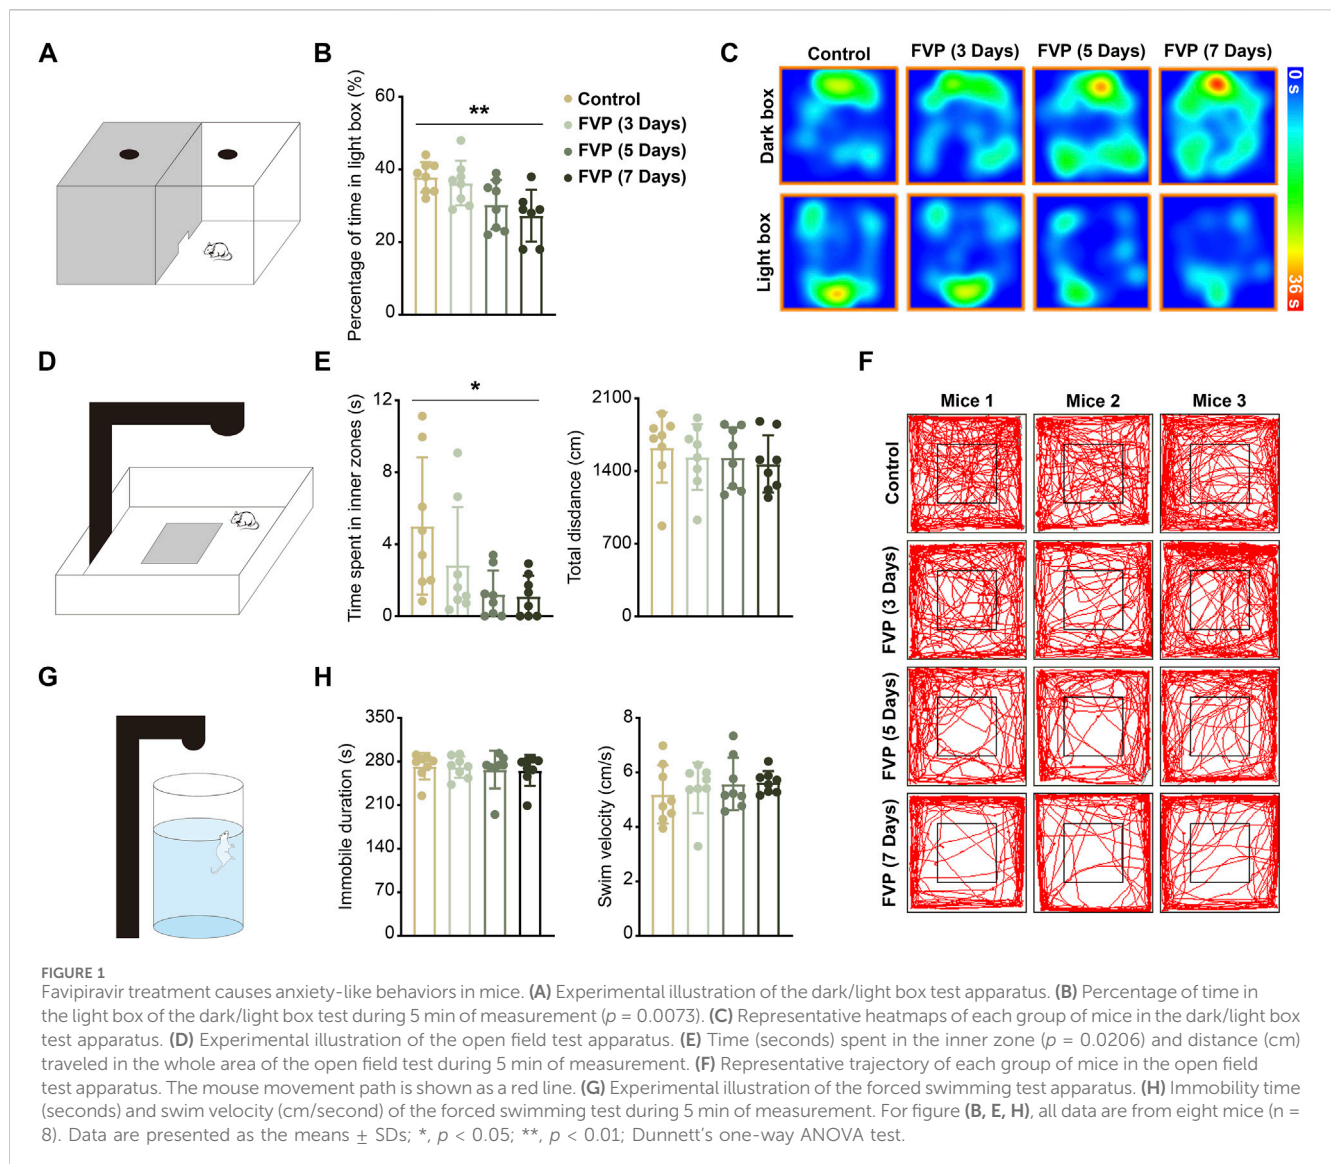 A
B
Percentage of time in light box (%)
60
40
20
0
**
Control
FVP (3 Days)
FVP (5 Days)
FVP (7 Days)
C
Control
FVP (3 Days)
FVP (5 Days)
FVP (7 Days)
Dark box
Light box
0 s
36 s
D
E
Time spent in inner zones (s)
12
8
4
0
*
Total disdance (cm)
2100
1400
700
0
F
Mice 1
Mice 2
Mice 3
Control
FVP (3 Days)
FVP (5 Days)
FVP (7 Days)
G
H
Immobile duration (s)
350
280
210
140
70
0
Swim velocity (cm/s)
8
6
4
2
0
FIGURE 1
Favipiravir treatment causes anxiety-like behaviors in mice. (A) Experimental illustration of the dark/light box test apparatus. (B) Percentage of time in
the light box of the dark/light box test during 5 min of measurement (p = 0.0073). (C) Representative heatmaps of each group of mice in the dark/light box
test apparatus. (D) Experimental illustration of the open field test apparatus. (E) Time (seconds) spent in the inner zone (p = 0.0206) and distance (cm)
traveled in the whole area of the open field test during 5 min of measurement. (F) Representative trajectory of each group of mice in the open field
test apparatus. The mouse movement path is shown as a red line. (G) Experimental illustration of the forced swimming test apparatus. (H) Immobility time
(seconds) and swim velocity (cm/second) of the forced swimming test during 5 min of measurement. For figure (B, E, H), all data are from eight mice (n =
8). Data are presented as the means ± SDs; *, p < 0.05; **, p < 0.01; Dunnett's one-way ANOVA test.